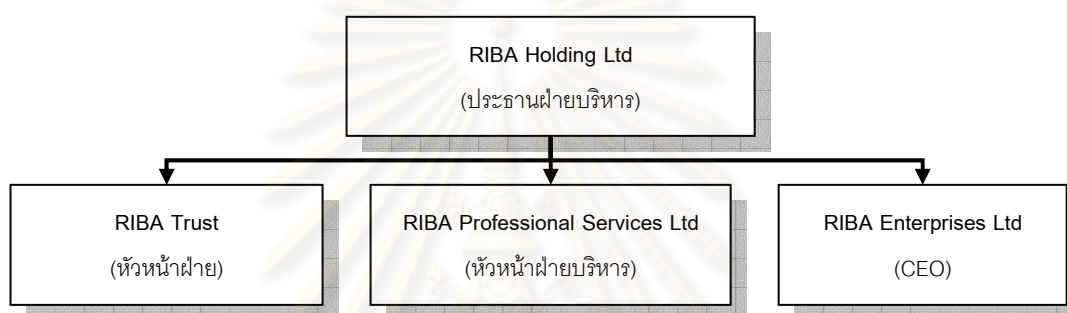 RIBA Holding Ltd
(ประธานฝ่ายบริหาร)
RIBA Trust
(หัวหน้าฝ่าย)
RIBA Professional Services Ltd
(หัวหน้าฝ่ายบริหาร)
RIBA Enterprises Ltd
(CEO)